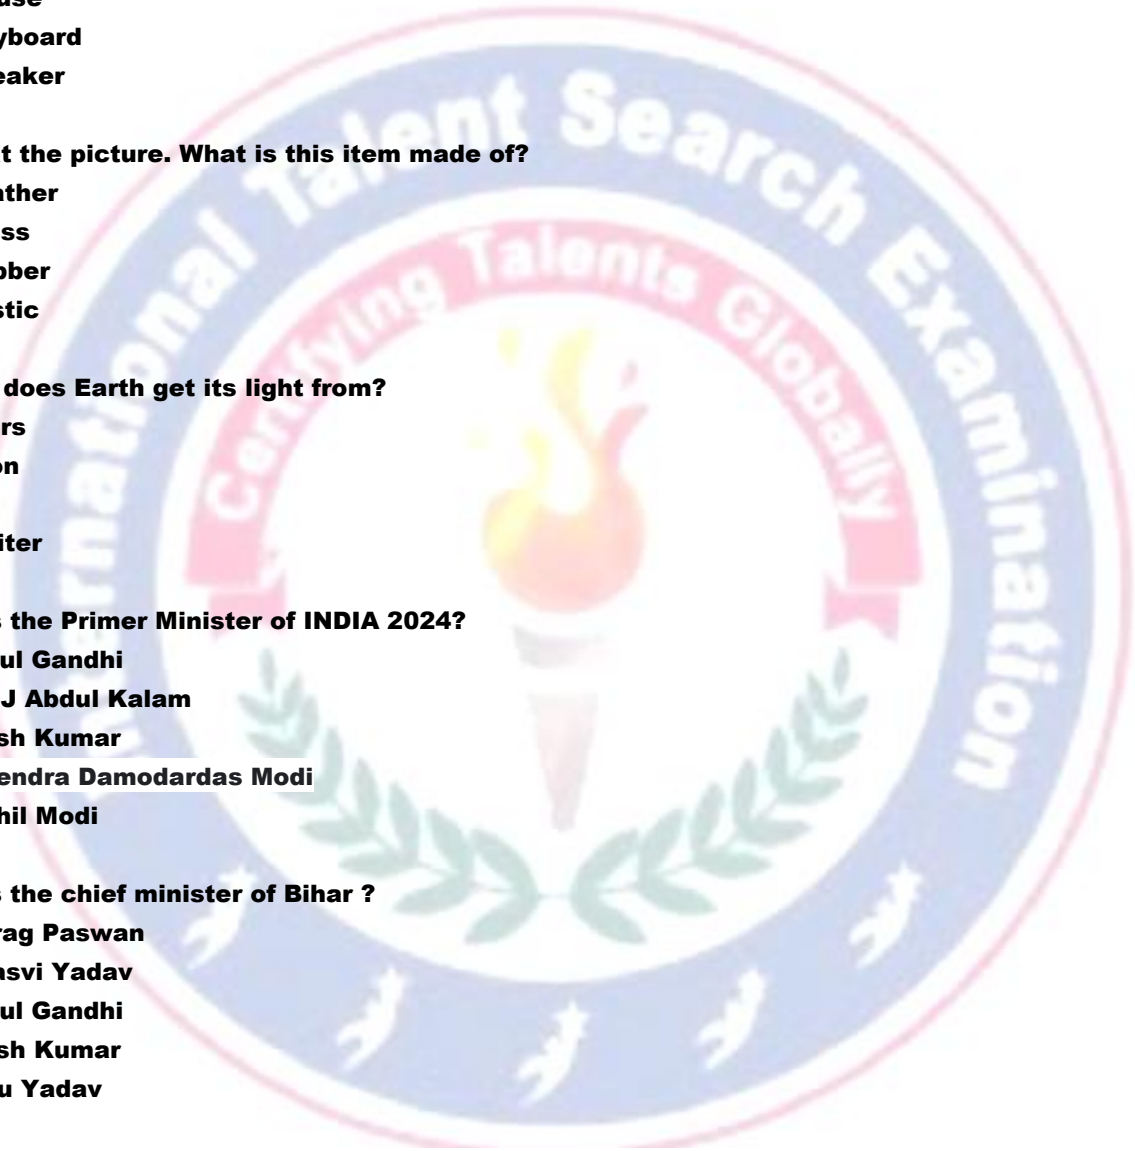 use
yboard
eaker
t the picture. What is this item made of?
ather
ss
bber
stic
does Earth get its light from?
rs
on
iter
s the Primer Minister of INDIA 2024?
ul Gandhi
J Abdul Kalam
sh Kumar
endra Damodardas Modi
hil Modi
s the chief minister of Bihar ?
rag Paswan
asvi Yadav
ul Gandhi
sh Kumar
u Yadav
International Talent Search Examination
Certifying Talents Globally